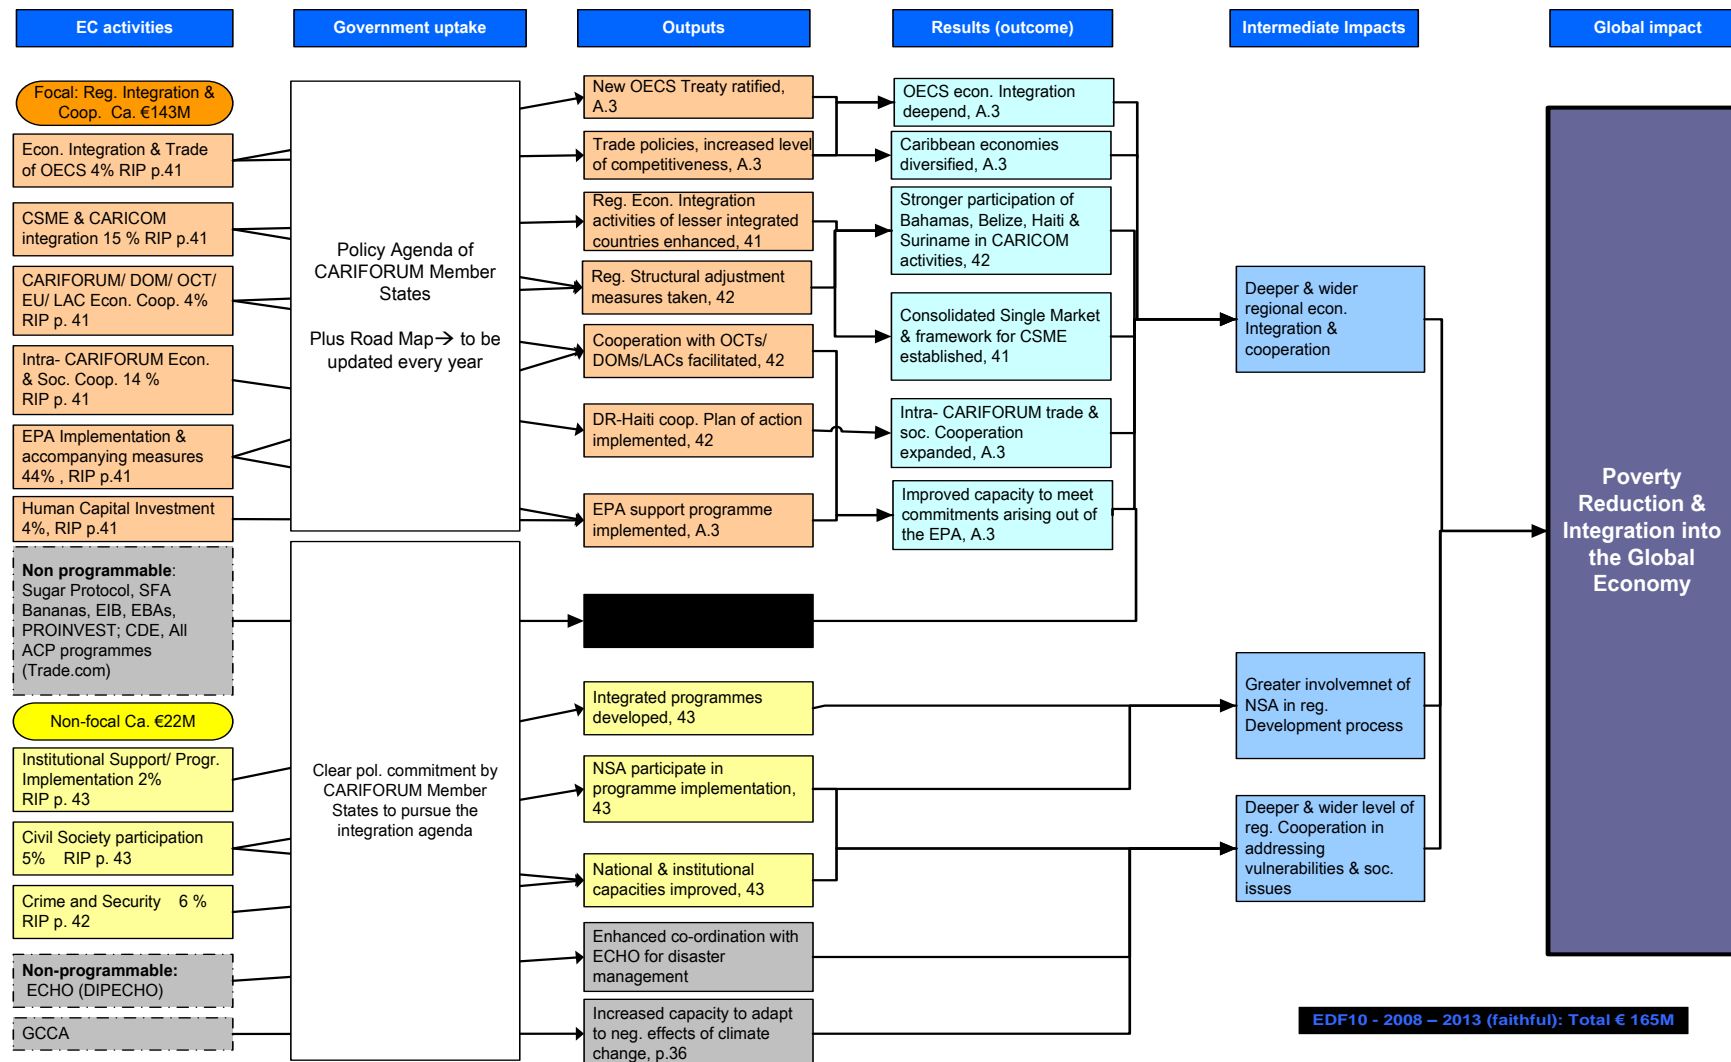 EC activities
Government uptake
Outputs
Results (outcome)
Intermediate Impacts
Global impact
Focal: Reg. Integration &
Coop. Ca. €143M
Econ. Integration & Trade
of OECS 4% RIP p.41
CSME & CARICOM
integration 15 % RIP p.41
CARIFORUM/ DOM/ OCT/
EU/ LAC Econ. Coop. 4%
RIP p. 41
Intra- CARIFORUM Econ.
& Soc. Coop. 14 %
RIP p. 41
EPA Implementation &
accompanying measures
44% , RIP p.41
Human Capital Investment
4%, RIP p.41
Non programmable:
Sugar Protocol, SFA
Bananas, EIB, EBAs,
PROINVEST; CDE, All
ACP programmes
(Trade.com)
Non-focal Ca. €22M
Institutional Support/ Progr.
Implementation 2%
RIP p. 43
Civil Society participation
5% RIP p. 43
Crime and Security 6 %
RIP p. 42
Non-programmable:
ECHO (DIPECHO)
GCCA
Policy Agenda of
CARIFORUM Member
States
Plus Road Map→ to be
updated every year
Clear pol. commitment by
CARIFORUM Member
States to pursue the
integration agenda
New OECS Treaty ratified,
A.3
Trade policies, increased level
of competitiveness, A.3
Reg. Econ. Integration
activities of lesser integrated
countries enhanced, 41
Reg. Structural adjustment
measures taken, 42
Cooperation with OCTs/
DOMs/LACs facilitated, 42
DR-Haiti coop. Plan of action
implemented, 42
EPA support programme
implemented, A.3
Integrated programmes
developed, 43
NSA participate in
programme implementation,
43
National & institutional
capacities improved, 43
Enhanced co-ordination with
ECHO for disaster
management
Increased capacity to adapt
to neg. effects of climate
change, p.36
OECS econ. Integration
deepend, A.3
Caribbean economies
diversified, A.3
Stronger participation of
Bahamas, Belize, Haiti &
Suriname in CARICOM
activities, 42
Consolidated Single Market
& framework for CSME
established, 41
Intra- CARIFORUM trade &
soc. Cooperation
expanded, A.3
Improved capacity to meet
commitments arising out of
the EPA, A.3
Deeper & wider
regional econ.
Integration &
cooperation
Greater involvemnet of
NSA in reg.
Development process
Deeper & wider level of
reg. Cooperation in
addressing
vulnerabilities & soc.
issues
Poverty
Reduction &
Integration into
the Global
Economy
EDF10 - 2008 – 2013 (faithful): Total € 165M